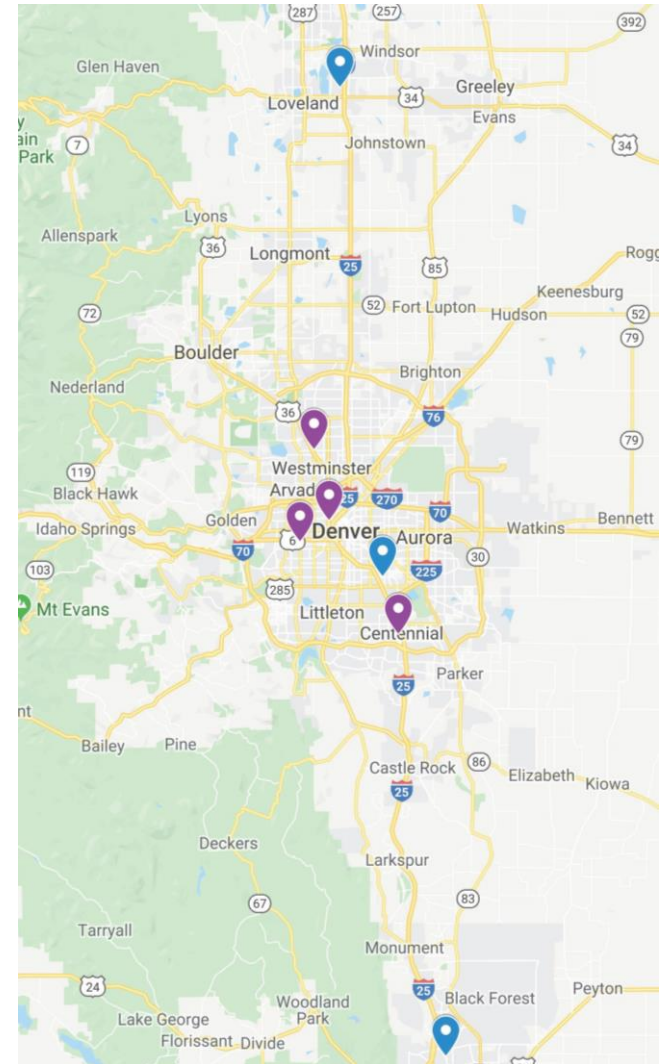 287
257
392
Windsor
Glen Haven
Greeley
Loveland
34
Evans
7
Johnstown
34
Park
Lyons
Allenspark
36
Longmont
25
85
Keenesburg
72
52
Fort Lupton
Hudson
52
79
Boulder
Brighton
Nederland
36
76
79
119
Westminster
Arvad
Black Hawk
25
270
70
Golden
Bennett
Idaho Springs
6
Denver
Aurora
Watkins
70
30
103
225
285
Mt Evans
Littleton
Centennial
25
Parker
Bailey
Pine
86
Castle Rock
Elizabeth
Kiowa
25
Deckers
Larkspur
83
67
Tarryall
Monument
24
25
Peyton
Woodland
Park
Black Forest
Lake George
Florissant
Divide